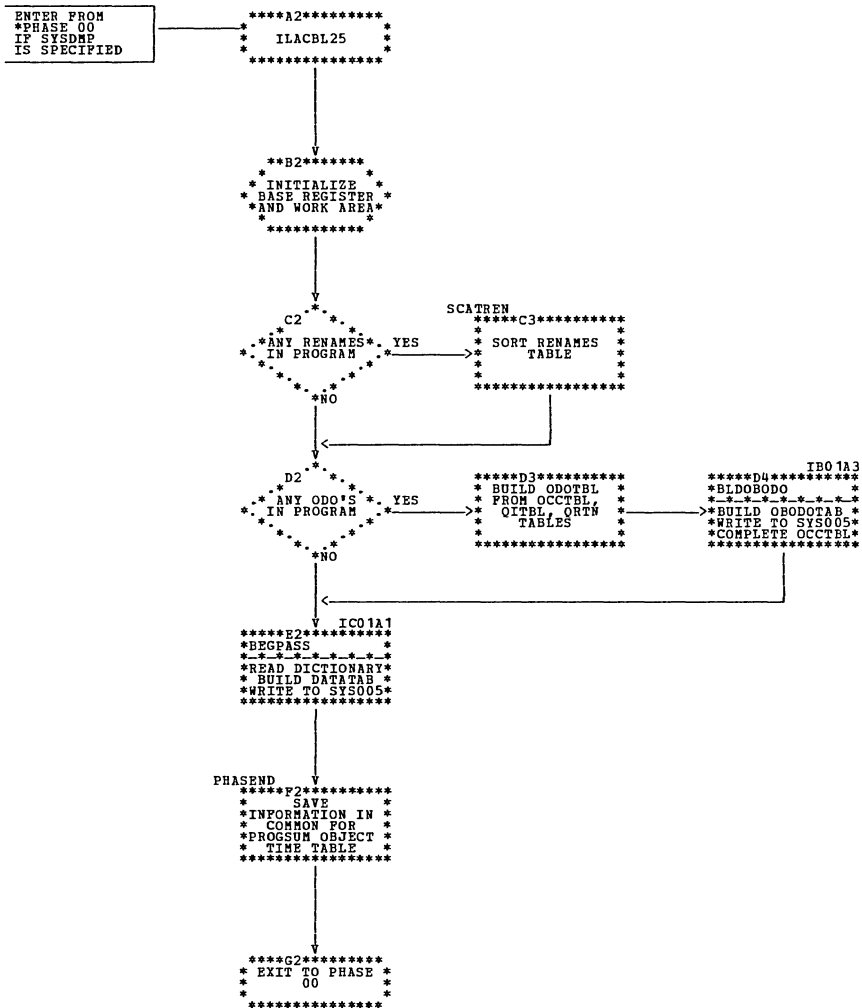 ENTER FROM
*PHASE 00
IF SYSDMP
IS SPECIFIED
A2
ILACBL25
B2
INITIALIZE
BASE REGISTER
AND WORK AREA
C2
ANY RENAMES
IN PROGRAM
YES
NO
SCATREN
C3
SORT RENAMES
TABLE
D2
ANY ODO'S
IN PROGRAM
YES
NO
D3
BUILD ODOTBL
FROM OCCTBL,
QITBL, QRTN
TABLES
IB01A3
D4
BLDOBODO
BUILD OBODOTAB
WRITE TO SYS005
COMPLETE OCCTBL
IC01A1
E2
BEGPASS
READ DICTIONARY
BUILD DATATAB
WRITE TO SYS005
PHASEND
F2
SAVE
INFORMATION IN
COMMON FOR
PROGSUM OBJECT
TIME TABLE
G2
EXIT TO PHASE
00